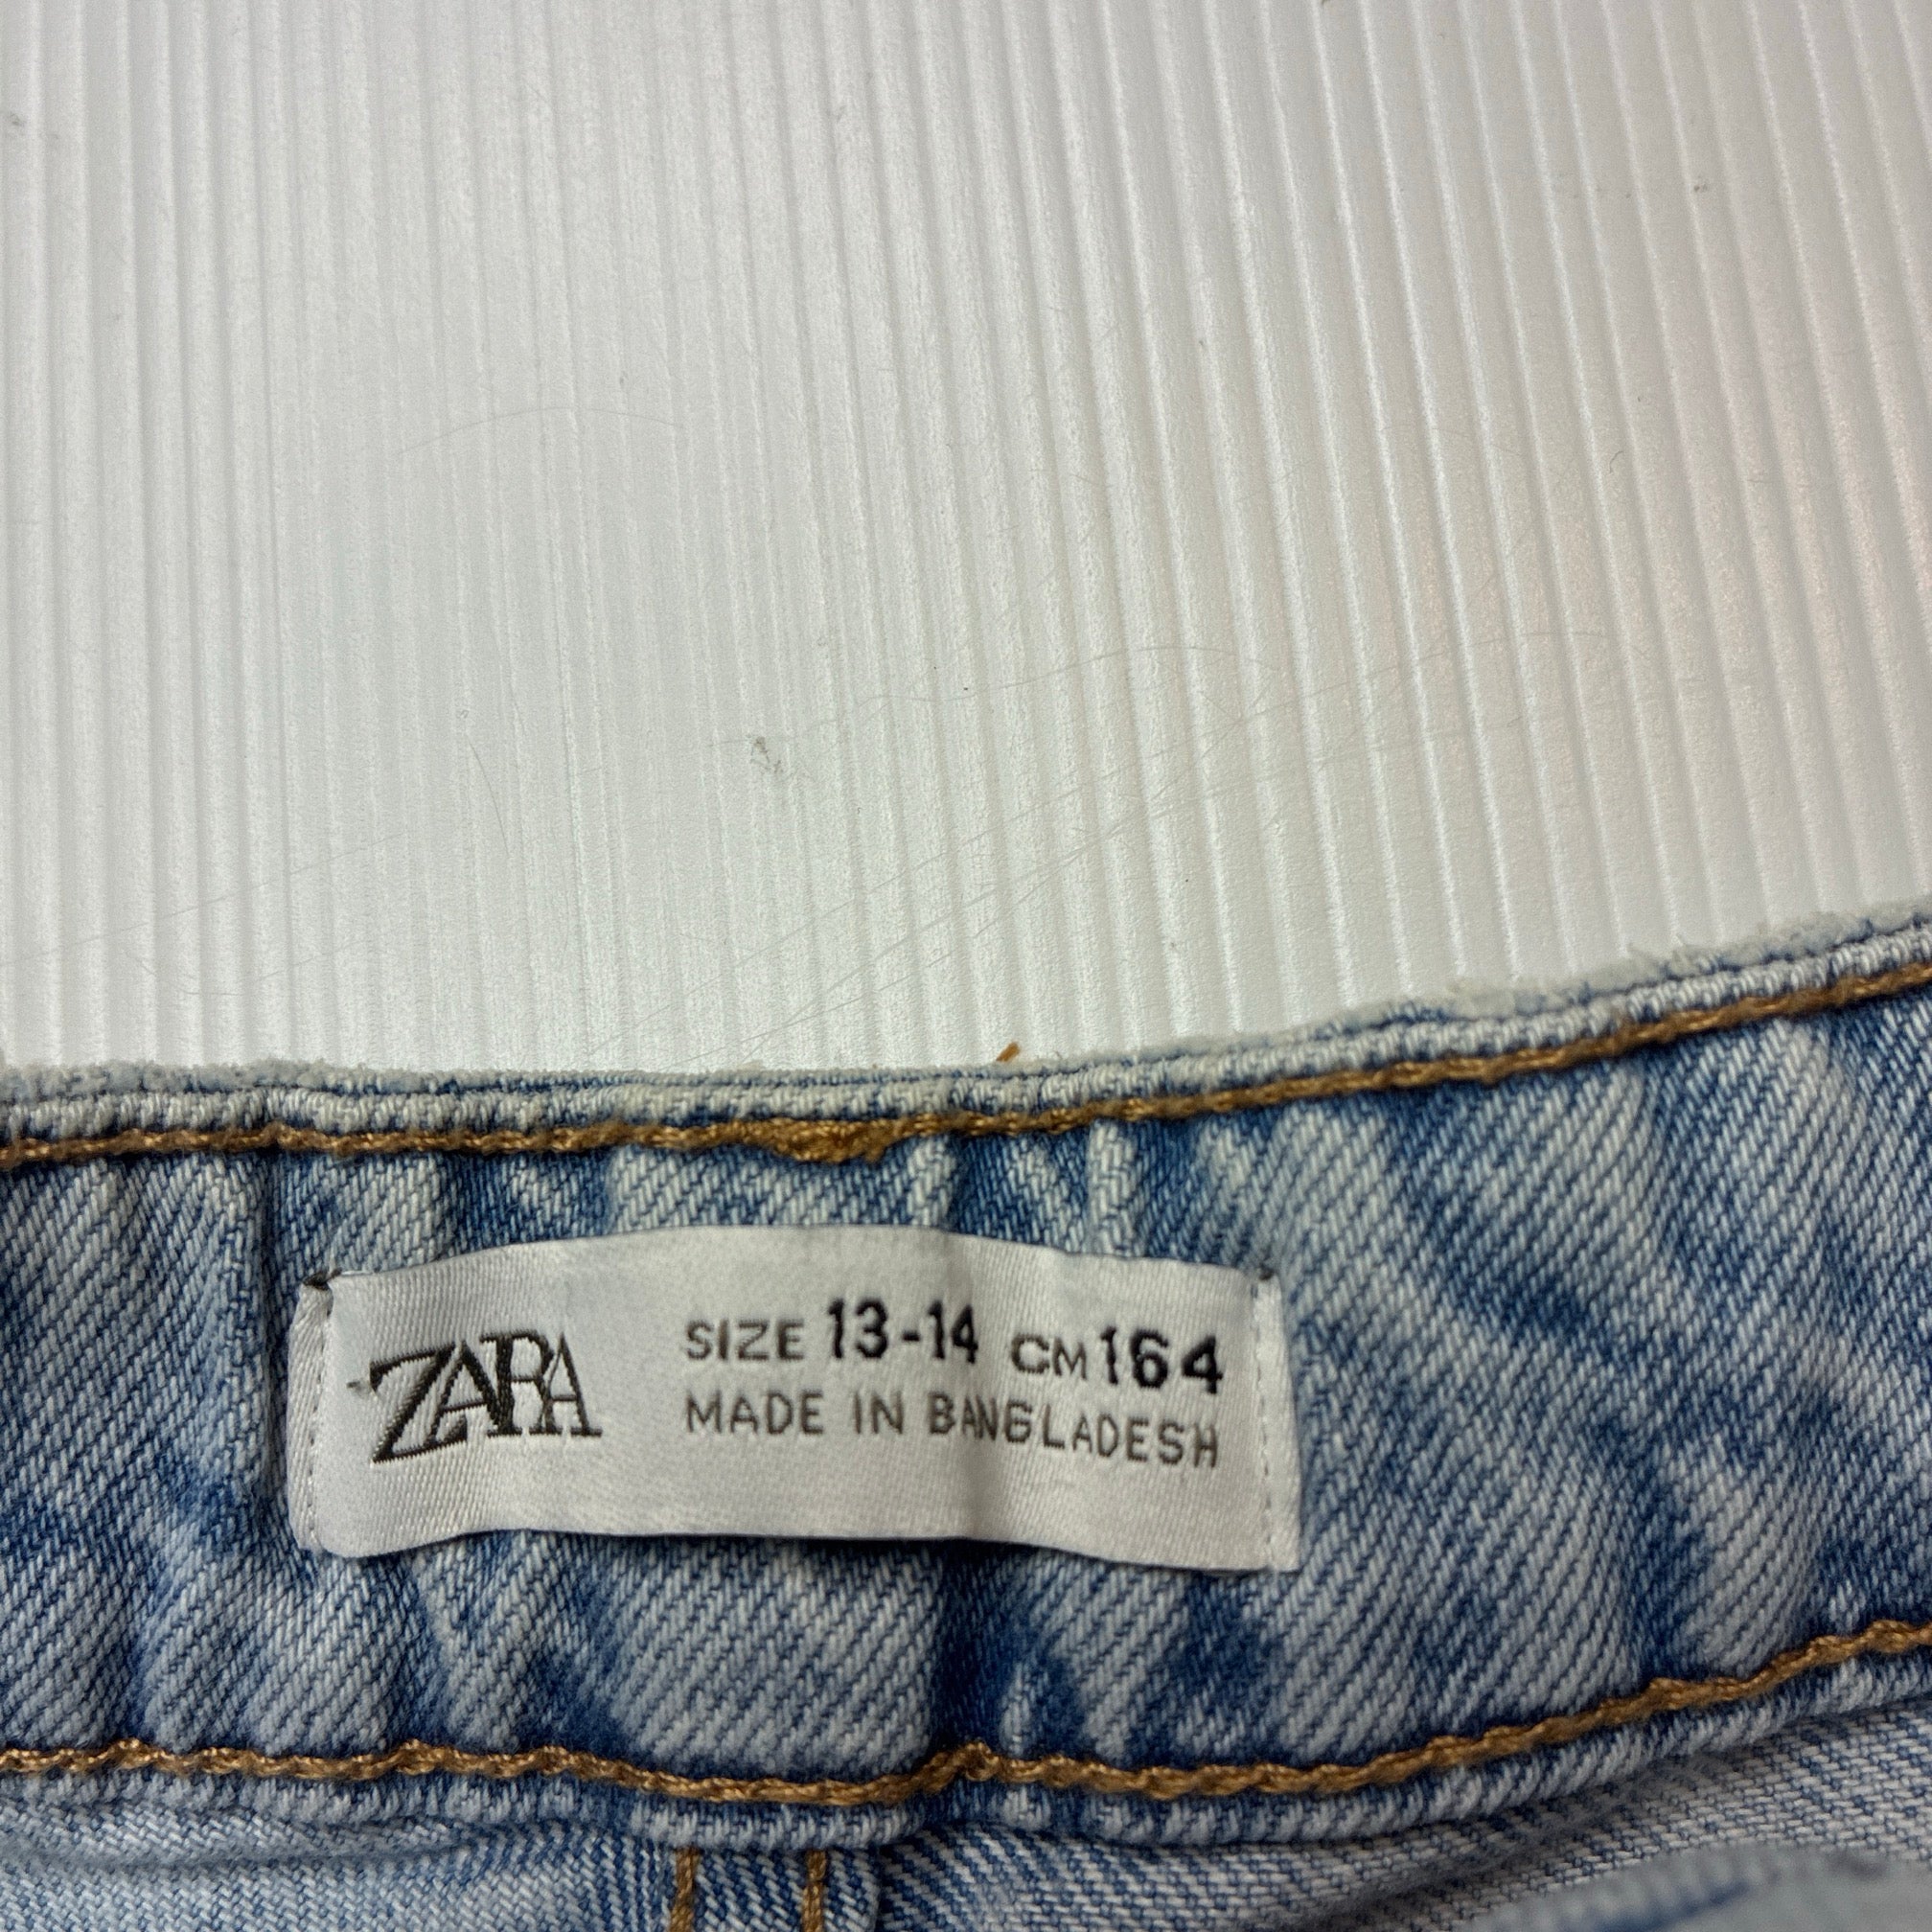 ZARA
SIZE 13-14 CM 164
MADE IN BANGLADESH